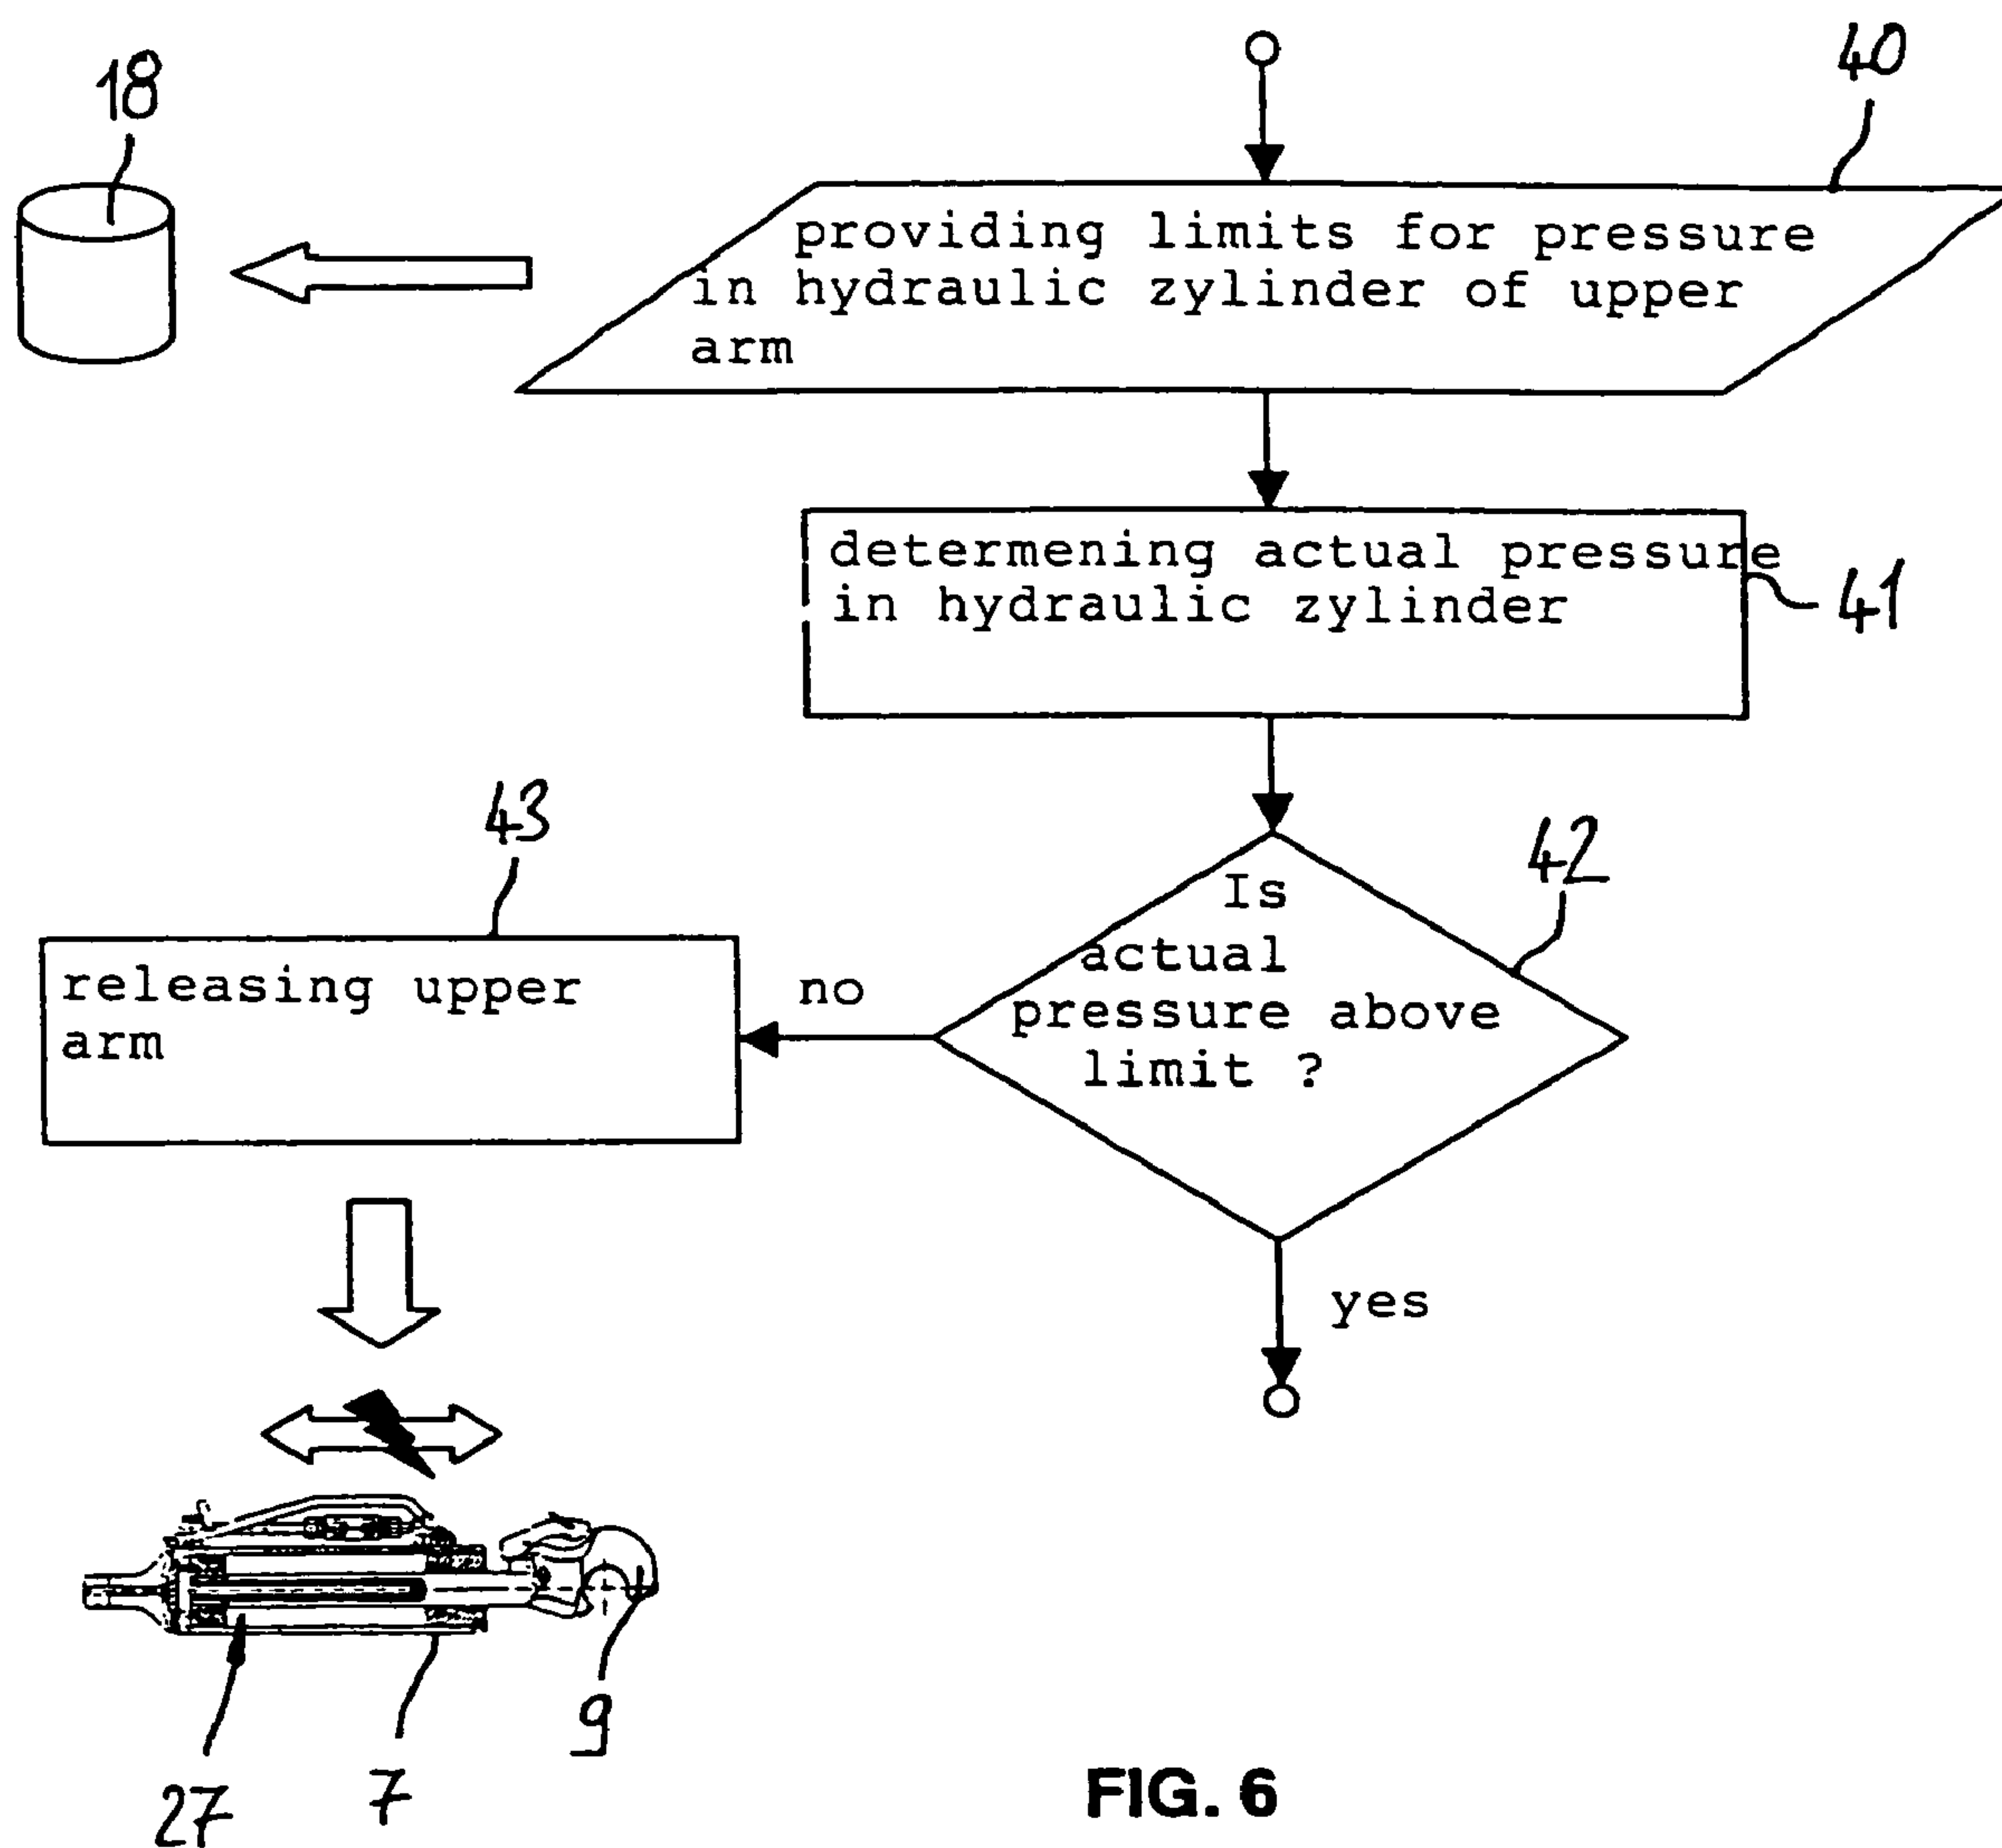 18
40
providing limits for pressure
in hydraulic zylinder of upper
arm
determening actual pressure
in hydraulic zylinder
41
43
42
Is
actual
pressure above
limit ?
no
releasing upper
arm
yes
27
7
9
FIG. 6